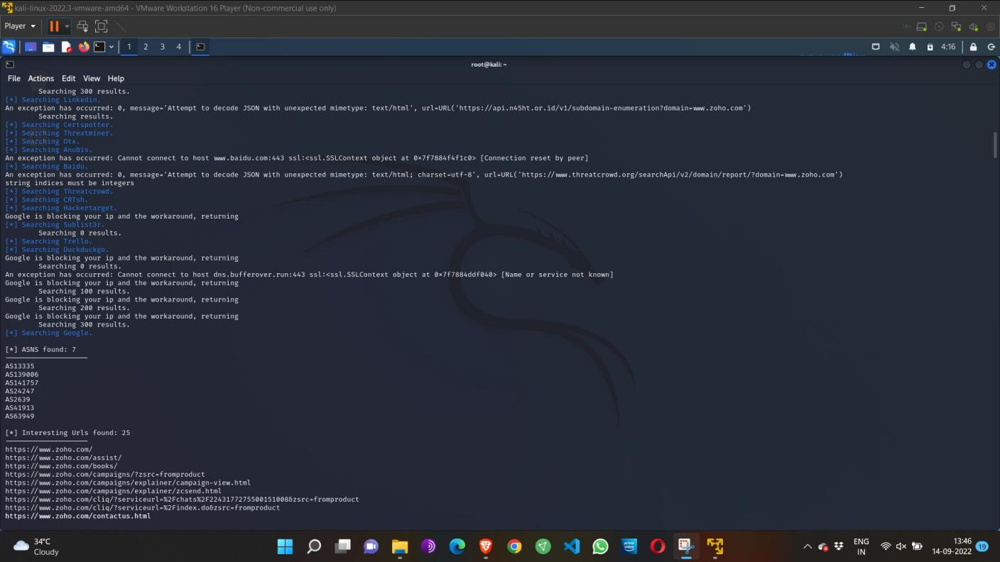 kali-linux-2022.3-vmware-amd64 - VMware Workstation 16 Player (Non-commercial use only)
Player
1 2 3 4
4:16
root@kali: ~
File Actions Edit View Help
Searching 300 results.
[*] Searching Linkedin.
An exception has occurred: 0, message='Attempt to decode JSON with unexpected mimetype: text/html', url=URL('https://api.n45ht.or.id/v1/subdomain-enumeration?domain=www.zoho.com')
Searching results.
[*] Searching Certspotter.
[*] Searching Threatminer.
[*] Searching Otx.
[*] Searching Anubis.
An exception has occurred: Cannot connect to host www.baidu.com:443 ssl:<ssl.SSLContext object at 0×7f7884f4f1c0> [Connection reset by peer]
[*] Searching Baidu.
An exception has occurred: 0, message='Attempt to decode JSON with unexpected mimetype: text/html; charset=utf-8', url=URL('https://www.threatcrowd.org/searchApi/v2/domain/report/?domain=www.zoho.com')
string indices must be integers
[*] Searching Threatcrowd.
[*] Searching CRTsh.
[*] Searching Hackertarget.
Google is blocking your ip and the workaround, returning
[*] Searching Sublist3r.
Searching 0 results.
[*] Searching Trello.
[*] Searching Duckduckgo.
Google is blocking your ip and the workaround, returning
Searching 0 results.
An exception has occurred: Cannot connect to host dns.bufferover.run:443 ssl:<ssl.SSLContext object at 0×7f7884ddf040> [Name or service not known]
Google is blocking your ip and the workaround, returning
Searching 100 results.
Google is blocking your ip and the workaround, returning
Searching 200 results.
Google is blocking your ip and the workaround, returning
Searching 300 results.
[*] Searching Google.
[*] ASNS found: 7
AS13335
AS139006
AS141757
AS24247
AS2639
AS41913
AS63949
[*] Interesting Urls found: 25
https://www.zoho.com/
https://www.zoho.com/assist/
https://www.zoho.com/books/
https://www.zoho.com/campaigns/?zsrc=fromproduct
https://www.zoho.com/campaigns/explainer/campaign-view.html
https://www.zoho.com/campaigns/explainer/zcsend.html
https://www.zoho.com/cliq/?serviceurl=%2Fchats%2F2243177275500151008&zsrc=fromproduct
https://www.zoho.com/cliq/?serviceurl=%2Findex.do&zsrc=fromproduct
https://www.zoho.com/contactus.html
34°C
Cloudy
prime video
ENG
IN
13:46
14-09-2022
19